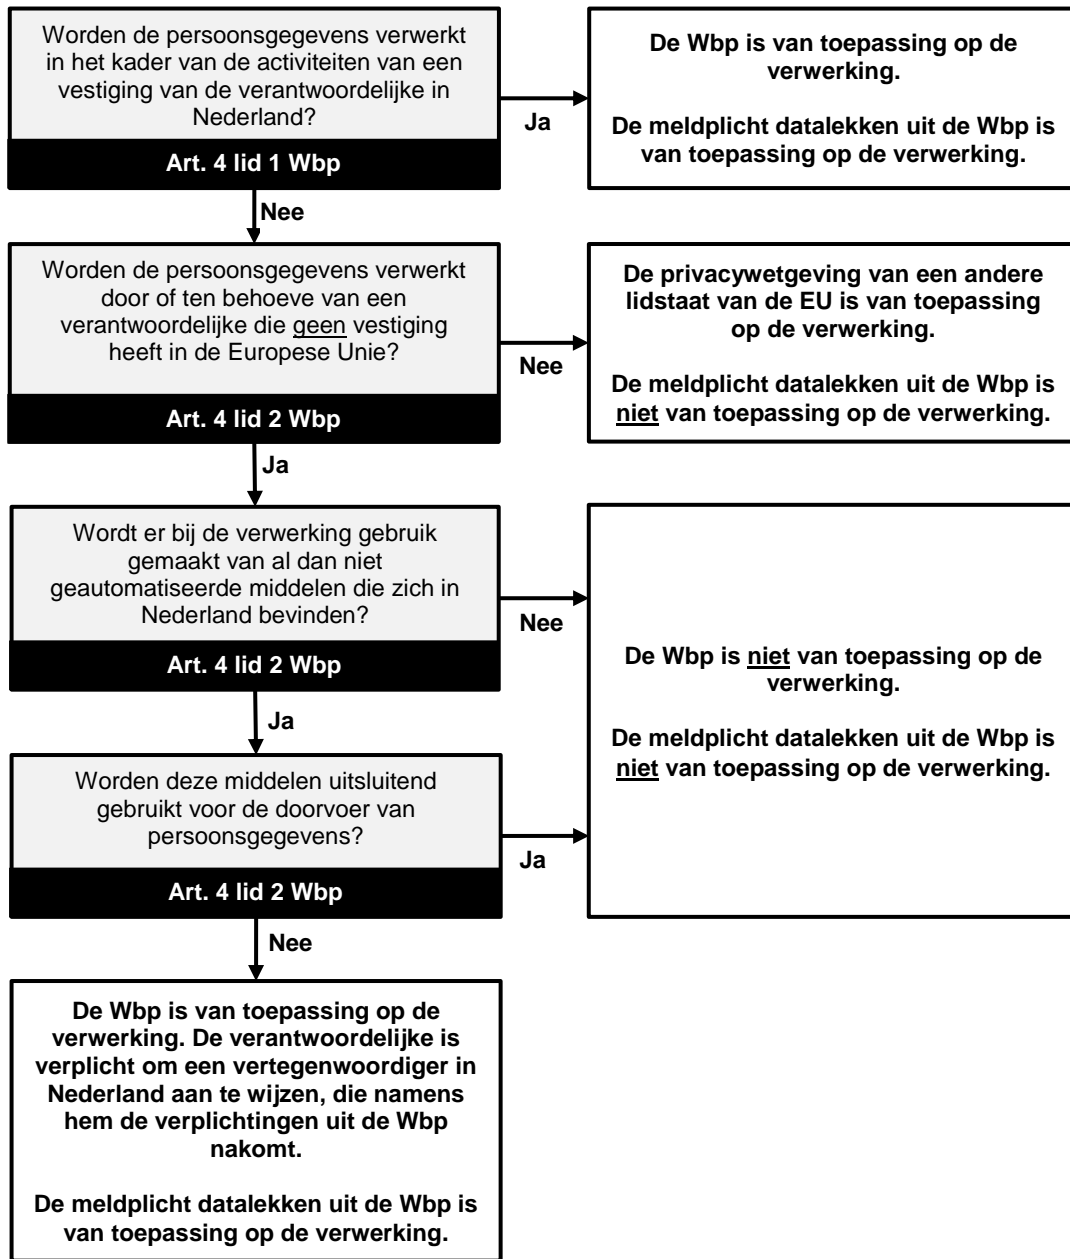 Worden de persoonsgegevens verwerkt
in het kader van de activiteiten van een
vestiging van de verantwoordelijke in
Nederland?
Art. 4 lid 1 Wbp
Ja
De Wbp is van toepassing op de
verwerking.
De meldplicht datalekken uit de Wbp is
van toepassing op de verwerking.
Nee
Worden de persoonsgegevens verwerkt
door of ten behoeve van een
verantwoordelijke die geen vestiging
heeft in de Europese Unie?
Art. 4 lid 2 Wbp
Nee
De privacywetgeving van een andere
lidstaat van de EU is van toepassing
op de verwerking.
De meldplicht datalekken uit de Wbp is
niet van toepassing op de verwerking.
Ja
Wordt er bij de verwerking gebruik
gemaakt van al dan niet
geautomatiseerde middelen die zich in
Nederland bevinden?
Art. 4 lid 2 Wbp
Nee
De Wbp is niet van toepassing op de
verwerking.
De meldplicht datalekken uit de Wbp is
niet van toepassing op de verwerking.
Ja
Worden deze middelen uitsluitend
gebruikt voor de doorvoer van
persoonsgegevens?
Art. 4 lid 2 Wbp
Ja
Nee
De Wbp is van toepassing op de
verwerking. De verantwoordelijke is
verplicht om een vertegenwoordiger in
Nederland aan te wijzen, die namens
hem de verplichtingen uit de Wbp
nakomt.
De meldplicht datalekken uit de Wbp is
van toepassing op de verwerking.